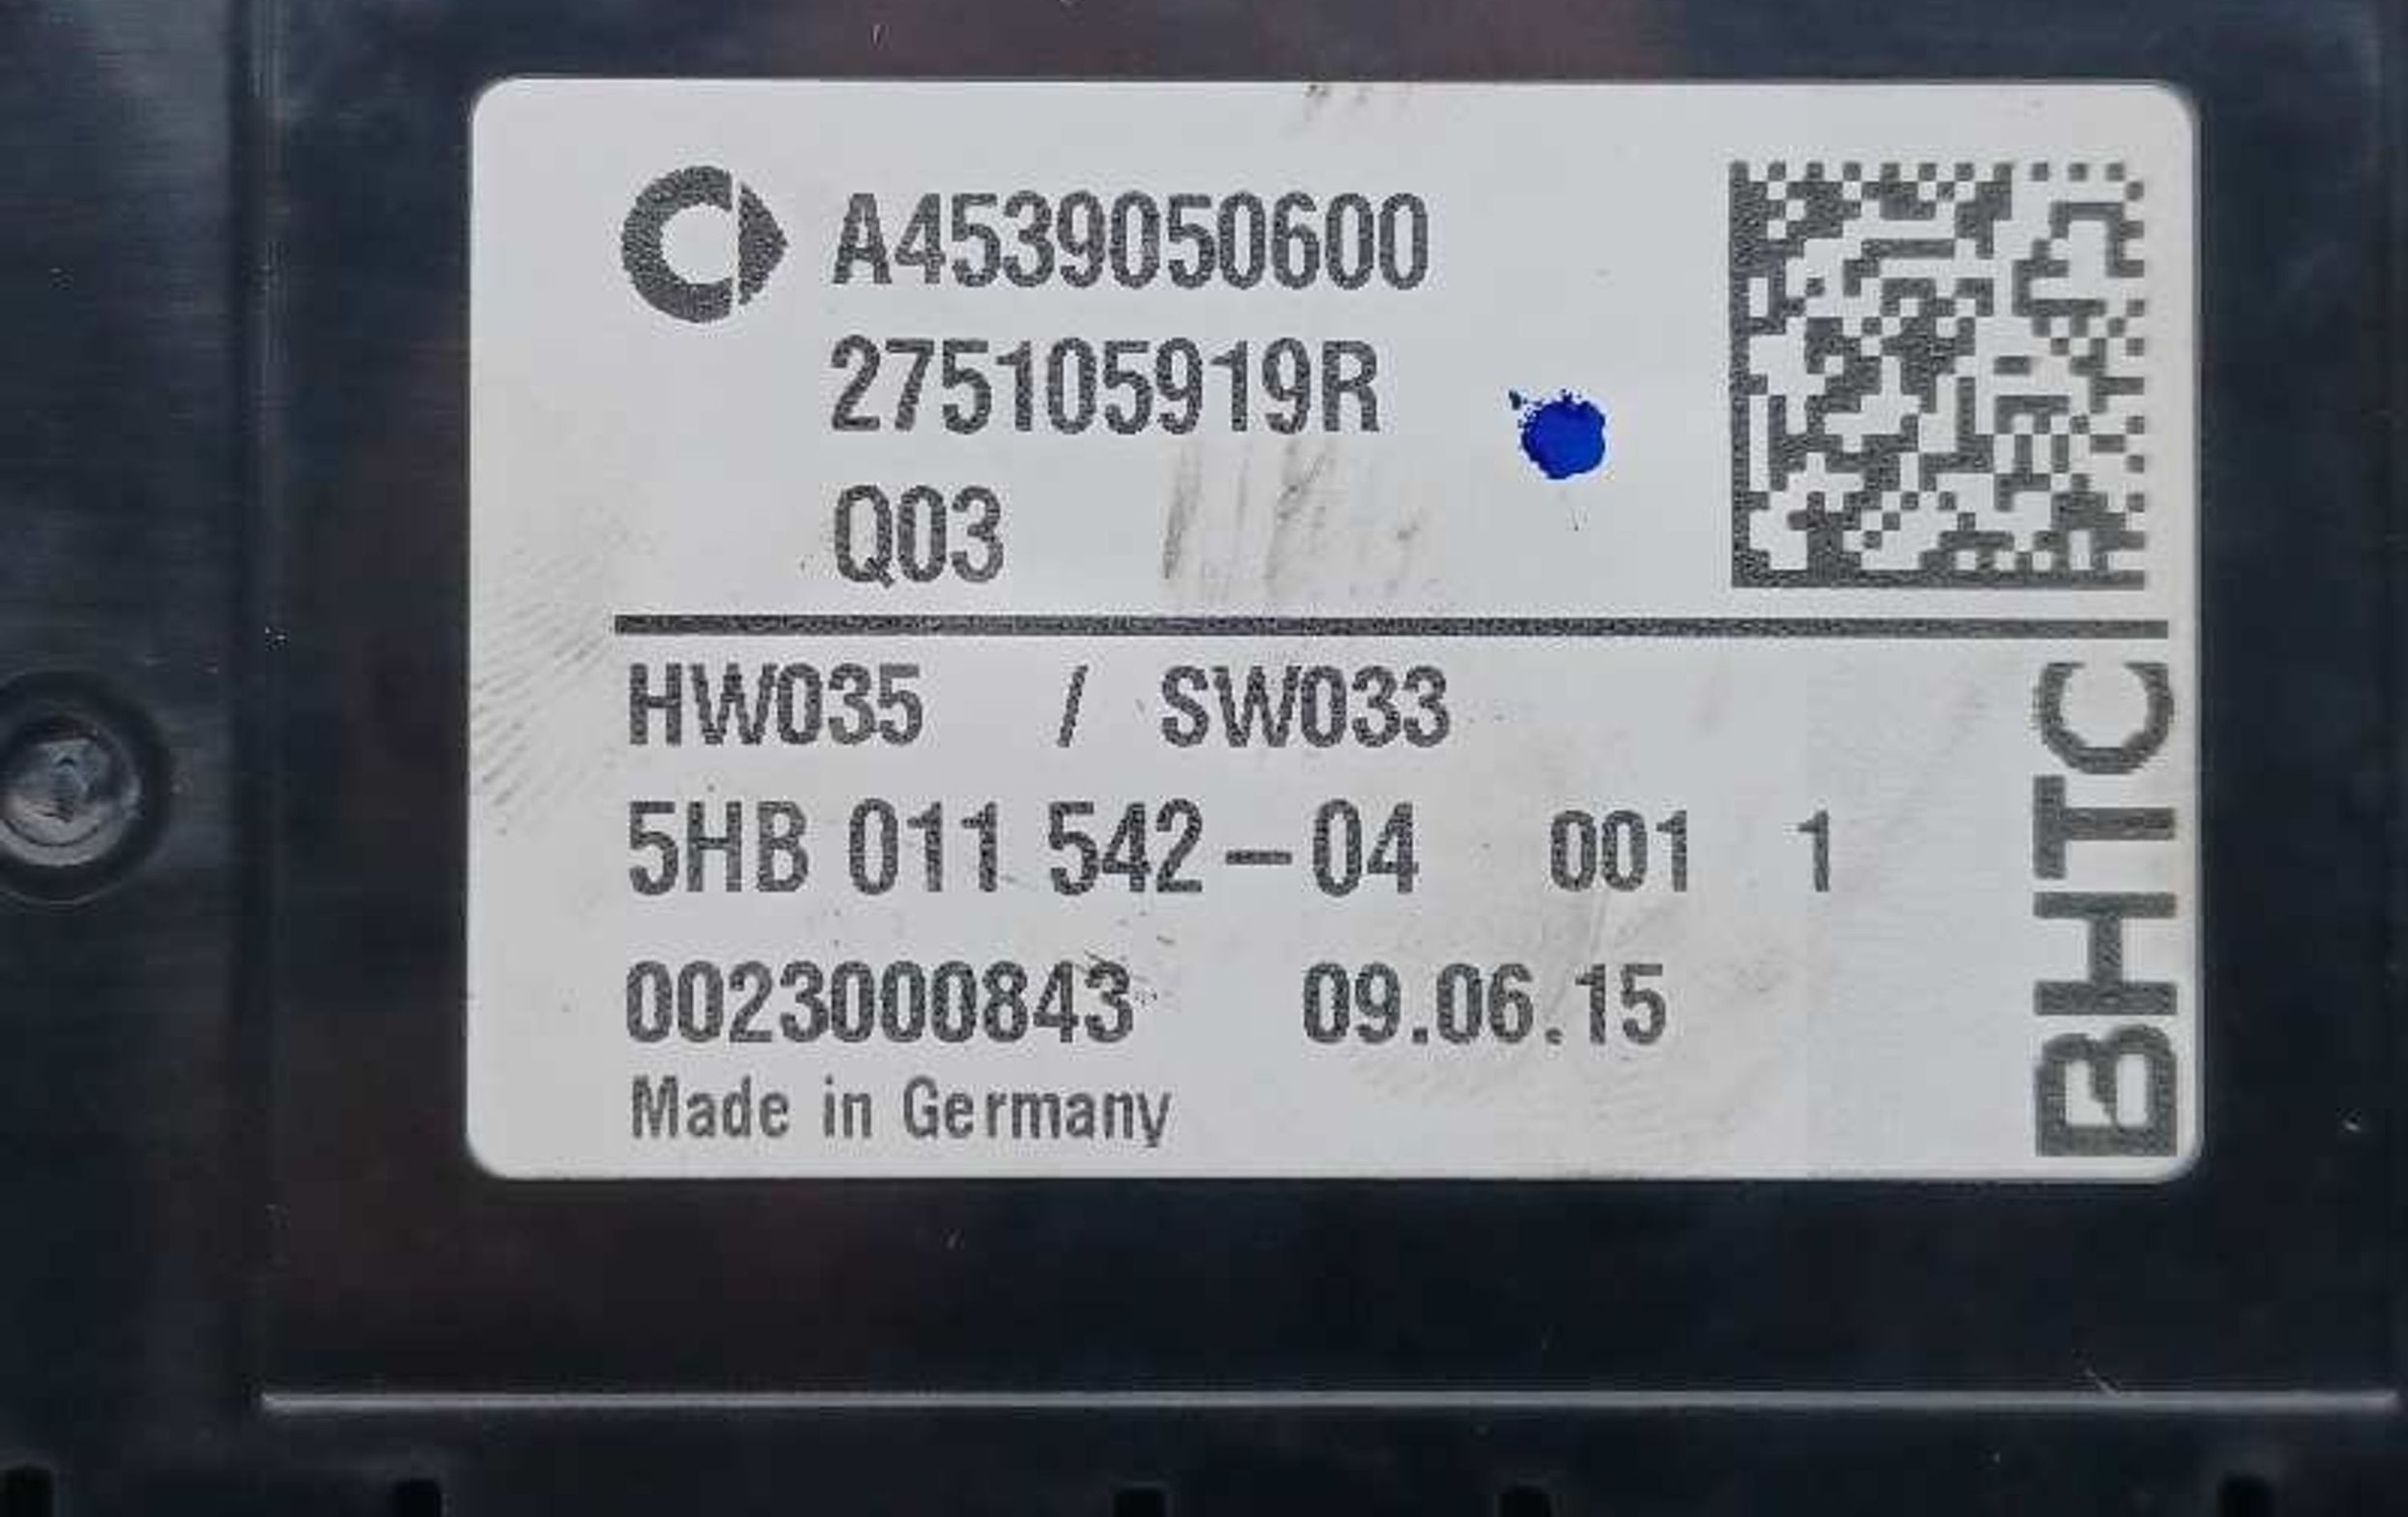 A4539050600
275105919R
Q03
HW035 / SW033
5HB 011 542-04 001 1
0023000843 09.06.15
Made in Germany
BHTC